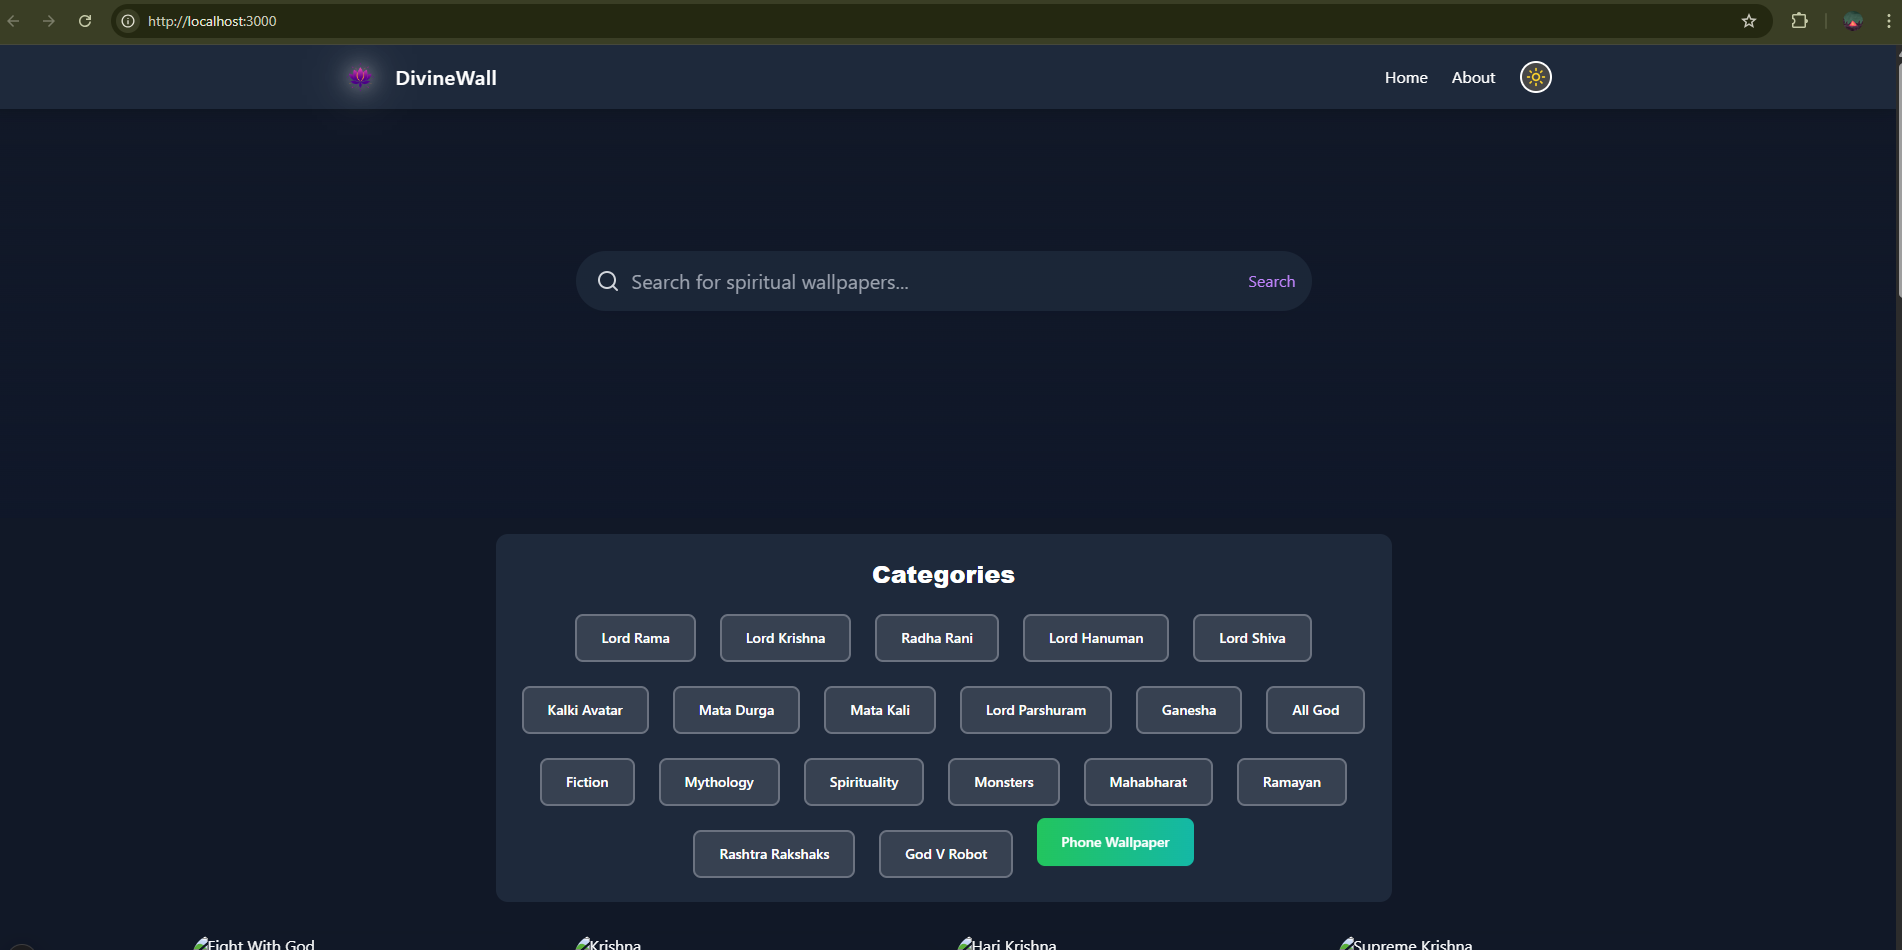 http://localhost:3000
DivineWall
Home About
Search for spiritual wallpapers... Search
Categories
Lord Rama Lord Krishna Radha Rani Lord Hanuman Lord Shiva
Kalki Avatar Mata Durga Mata Kali Lord Parshuram Ganesha All God
Fiction Mythology Spirituality Monsters Mahabharat Ramayan
Rashtra Rakshaks God V Robot Phone Wallpaper
Fight With God Krishna Hari Krishna Supreme Krishna